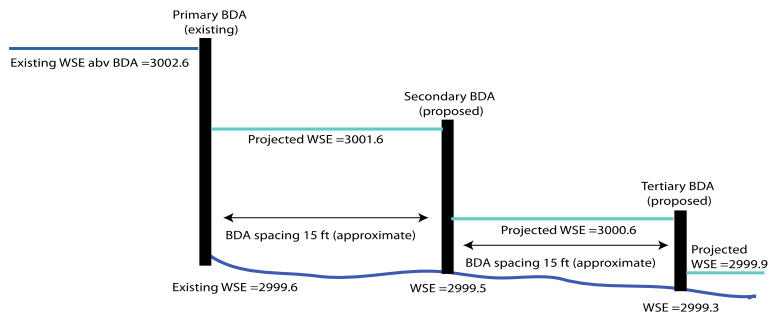 Primary BDA
(existing)
Existing WSE abv BDA =3002.6
Secondary BDA
(proposed)
Projected WSE =3001.6
Tertiary BDA
(proposed)
BDA spacing 15 ft (approximate)
Projected WSE =3000.6
Projected
WSE =2999.9
BDA spacing 15 ft (approximate)
Existing WSE =2999.6
WSE =2999.5
WSE =2999.3